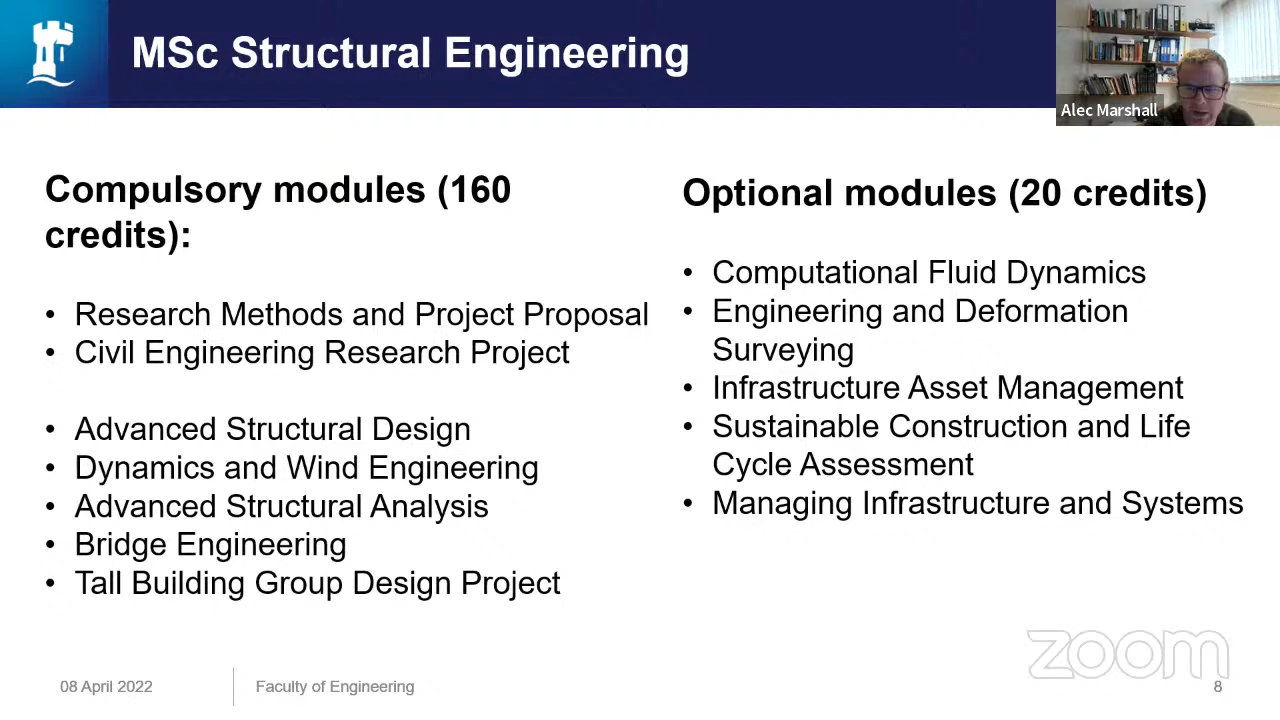 MSc Structural Engineering
Alec Marshall
Compulsory modules (160
credits):
• Research Methods and Project Proposal
• Civil Engineering Research Project
• Advanced Structural Design
• Dynamics and Wind Engineering
• Advanced Structural Analysis
• Bridge Engineering
• Tall Building Group Design Project
Optional modules (20 credits)
• Computational Fluid Dynamics
• Engineering and Deformation
Surveying
• Infrastructure Asset Management
• Sustainable Construction and Life
Cycle Assessment
• Managing Infrastructure and Systems
zoom
08 April 2022
Faculty of Engineering
8